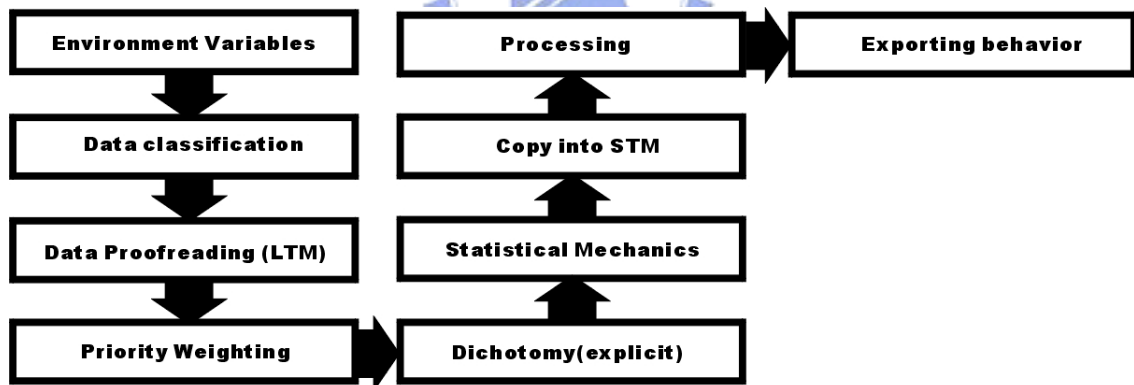 Environment Variables
Data classification
Data Proofreading (LTM)
Priority Weighting
Dichotomy(explicit)
Statistical Mechanics
Copy into STM
Processing
Exporting behavior